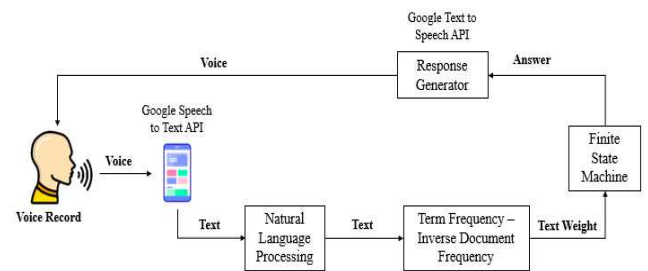 Google Text to
Speech API
Voice
Response
Generator
Answer
Google Speech
to Text API
Finite
State
Machine
Voice
Voice Record
Text
Natural
Language
Processing
Text
Term Frequency –
Inverse Document
Frequency
Text Weight